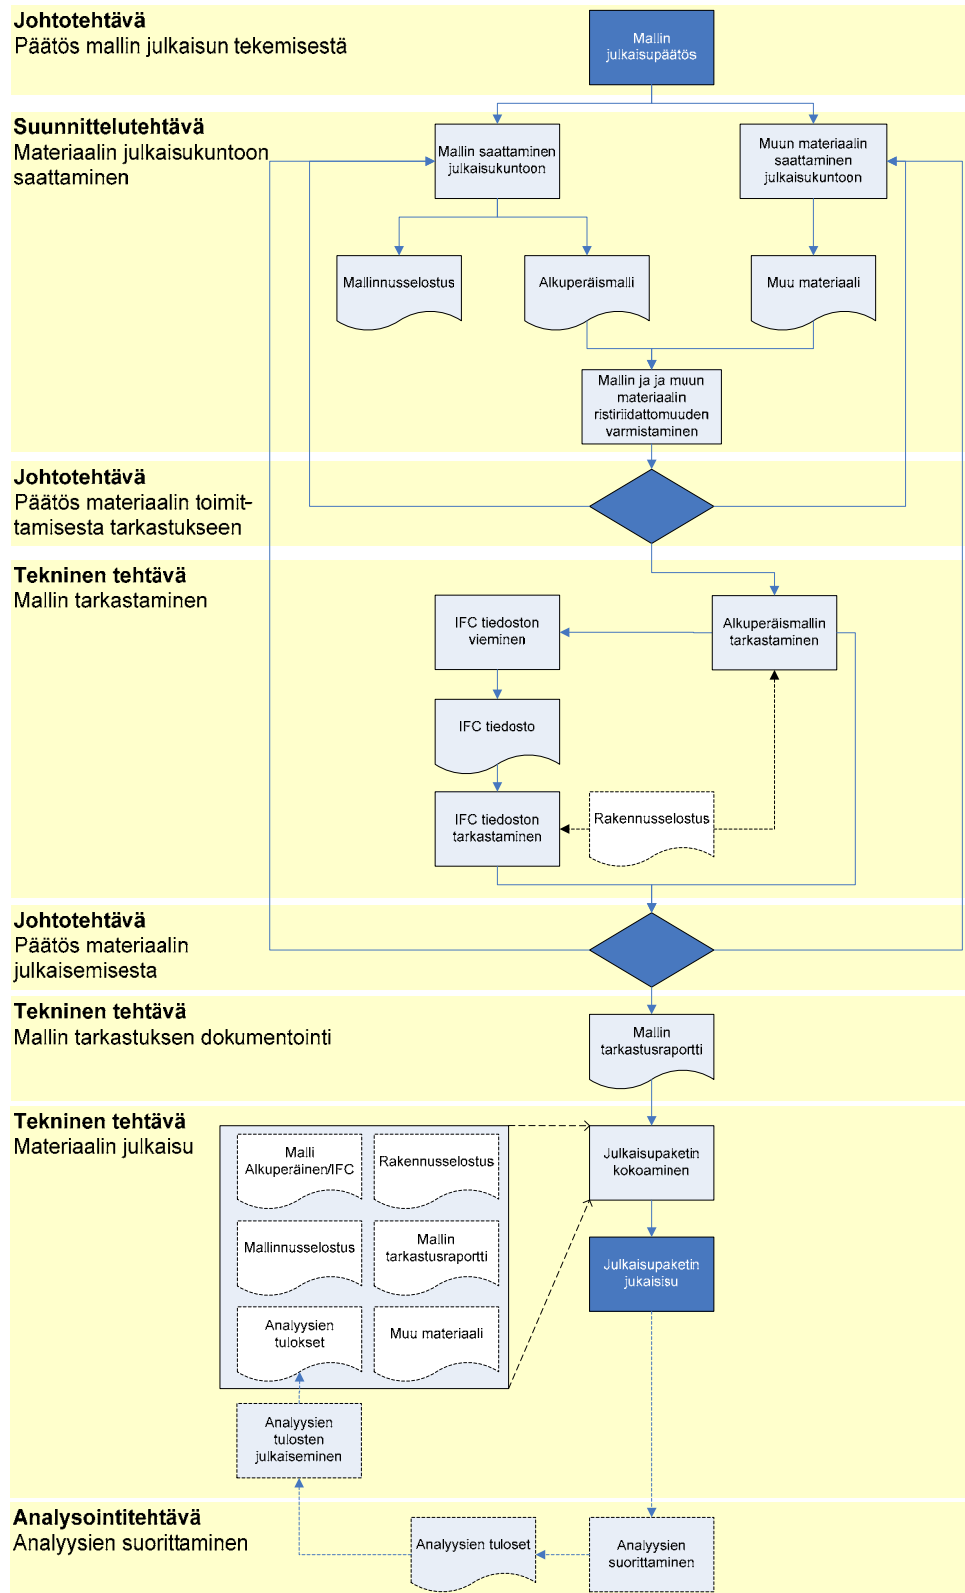 Johtotehtävä
Päätös mallin julkaisun tekemisestä
Mallin
julkaisupäätös
Suunnittelutehtävä
Materiaalin julkaisukuntoon
saattaminen
Mallin saattaminen
julkaisukuntoon
Muun materiaalin
saattaminen
julkaisukuntoon
Mallinnusselostus
Alkuperäismalli
Muu materiaali
Mallin ja ja muun
materiaalin
ristiriidattomuuden
varmistaminen
Johtotehtävä
Päätös materiaalin toimit-
tamisesta tarkastukseen
Tekninen tehtävä
Mallin tarkastaminen
IFC tiedoston
vieminen
Alkuperäismallin
tarkastaminen
IFC tiedosto
IFC tiedoston
tarkastaminen
Rakennusselostus
Johtotehtävä
Päätös materiaalin
julkaisemisesta
Tekninen tehtävä
Mallin tarkastuksen dokumentointi
Mallin
tarkastusraportti
Tekninen tehtävä
Materiaalin julkaisu
Malli
Alkuperäinen/IFC
Rakennusselostus
Julkaisupaketin
kokoaminen
Mallinnusselostus
Mallin
tarkastusraportti
Julkaisupaketin
jukaisisu
Analyysien
tulokset
Muu materiaali
Analyysien
tulosten
julkaiseminen
Analysointitehtävä
Analyysien suorittaminen
Analyysien tuloset
Analyysien
suorittaminen